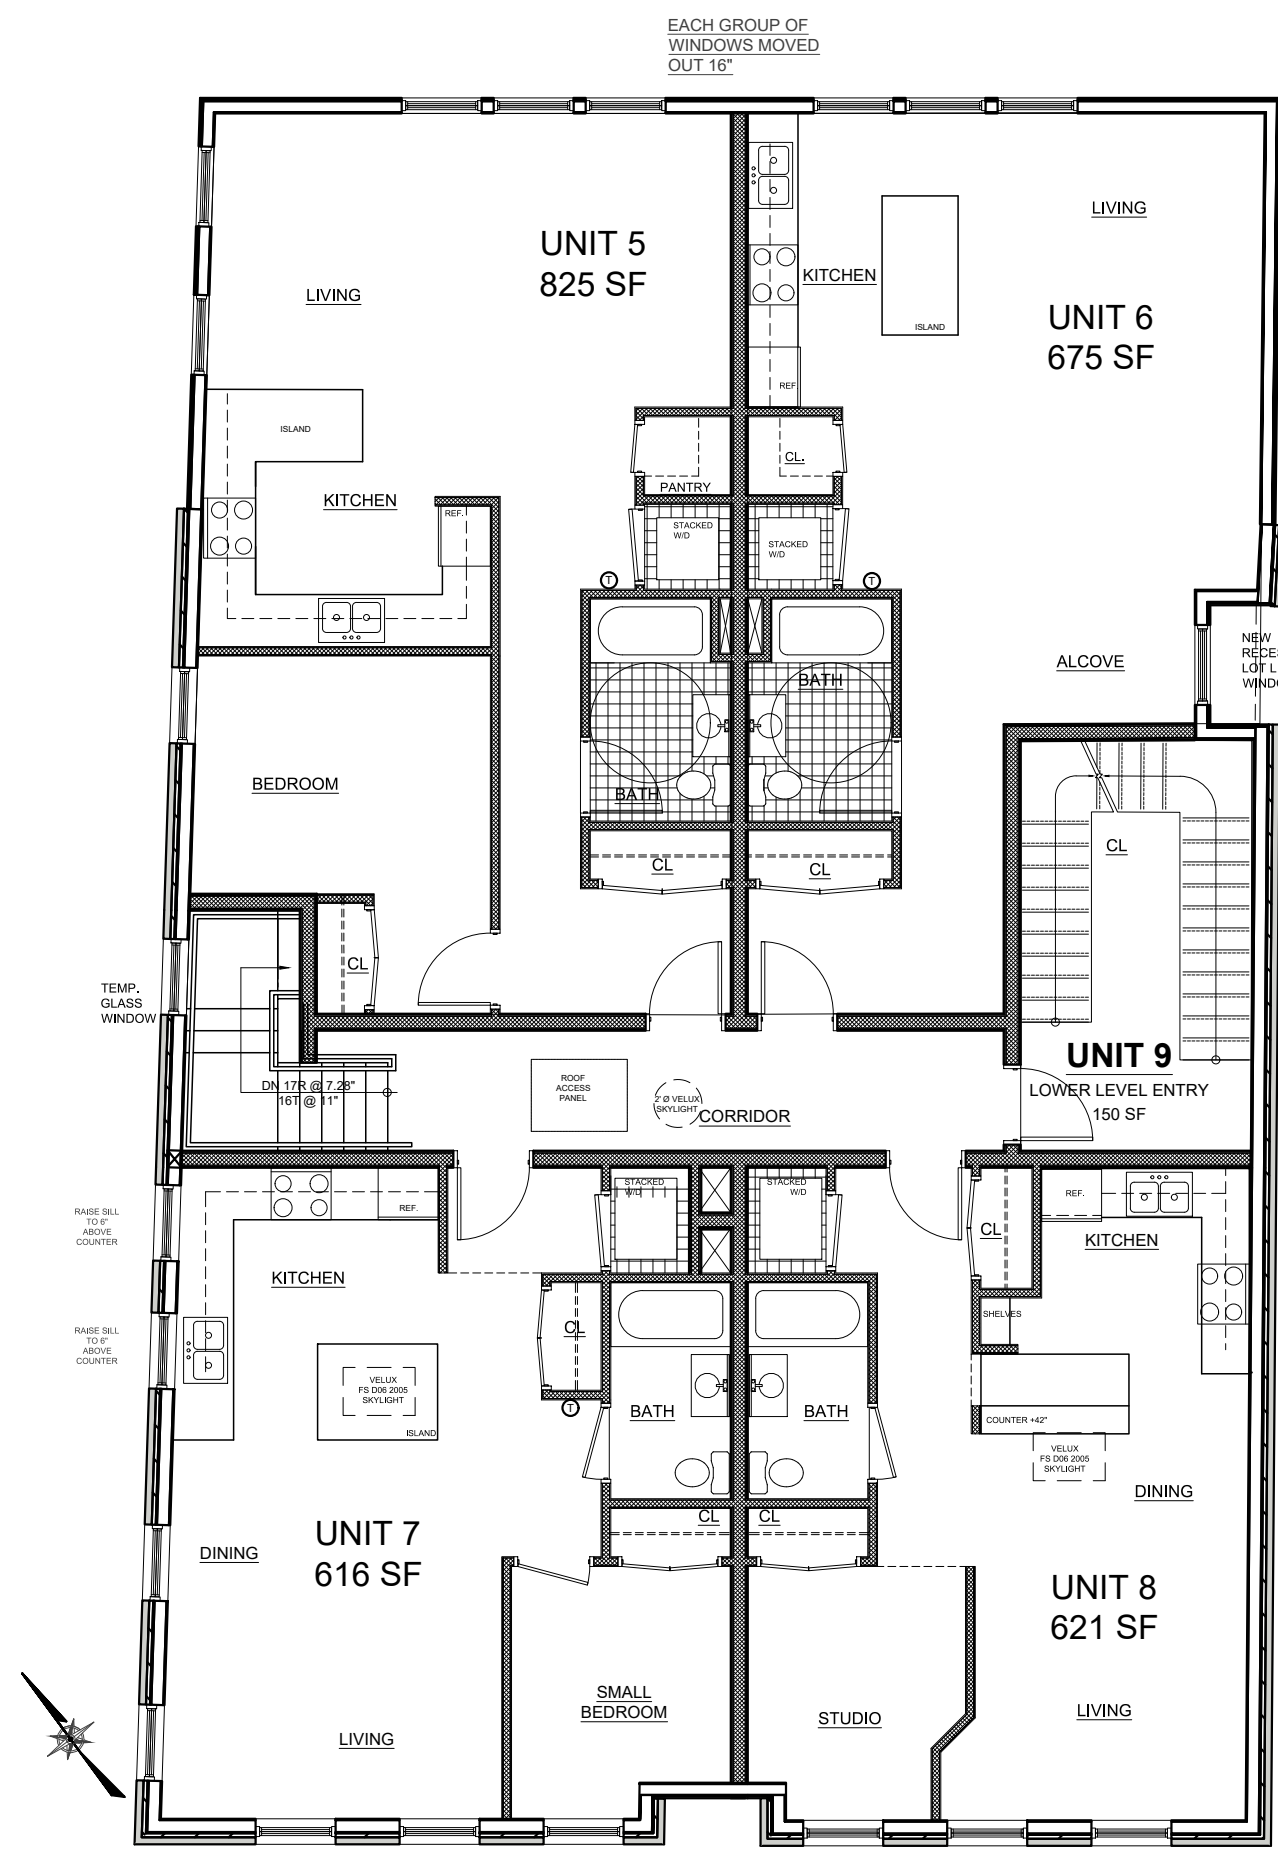 EACH GROUP OF
WINDOWS MOVED
OUT 16"
UNIT 5
825 SF
LIVING
ISLAND
KITCHEN
REF.
PANTRY
STACKED
W/D
T
BATH
CL
BEDROOM
CL
LIVING
KITCHEN
ISLAND
UNIT 6
675 SF
REF
CL.
STACKED
W/D
T
BATH
CL
ALCOVE
NEW
LOT
CL
UNIT 9
LOWER LEVEL ENTRY
150 SF
TEMP.
GLASS
WINDOW
DN 17R @ 7.28"
16T @ 11"
ROOF
ACCESS
PANEL
2' Ø VELUX
SKYLIGHT
CORRIDOR
RAISE SILL
TO 6"
ABOVE
COUNTER
RAISE SILL
TO 6"
ABOVE
COUNTER
REF.
KITCHEN
VELUX
FS D06 2005
SKYLIGHT
ISLAND
STACKED
W/D
CL
T
BATH
CL
UNIT 7
616 SF
DINING
LIVING
SMALL
BEDROOM
STACKED
W/D
CL
REF.
KITCHEN
SHELVES
COUNTER +42"
VELUX
FS D06 2005
SKYLIGHT
BATH
CL
DINING
UNIT 8
621 SF
STUDIO
LIVING